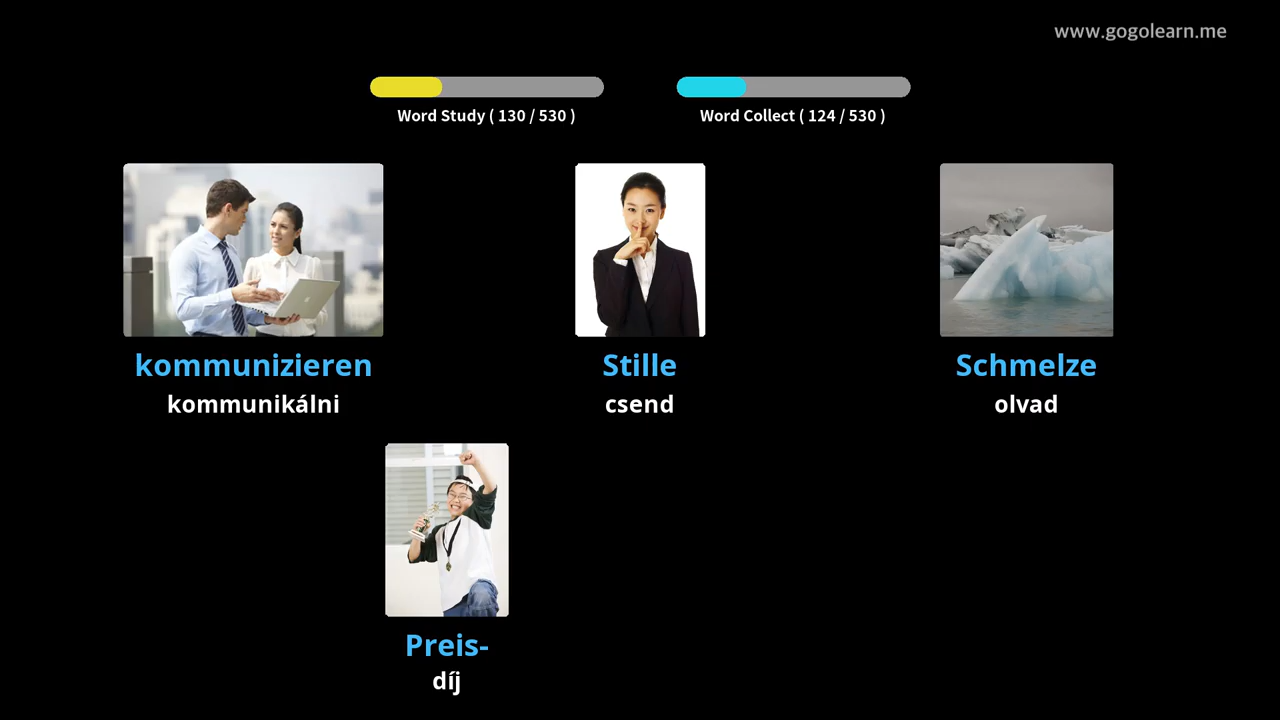 www.gogolearn.me
Word Study ( 130 / 530 )
Word Collect ( 124 / 530 )
kommunizieren
kommunikálni
Stille
csend
Schmelze
olvad
Preis-
díj